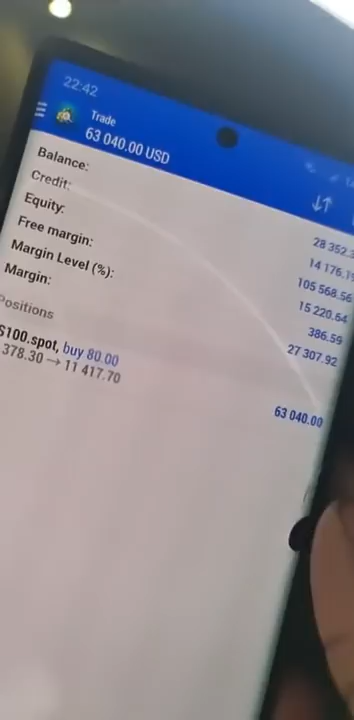 22:42
Trade
63 040.00 USD
Balance: 28 352.3
Credit: 14 176.19
Equity: 105 568.56
Free margin: 15 220.64
Margin Level (%): 386.59
Margin: 27 307.92
Positions
S100.spot, buy 80.00
378.30 → 11 417.70
63 040.00